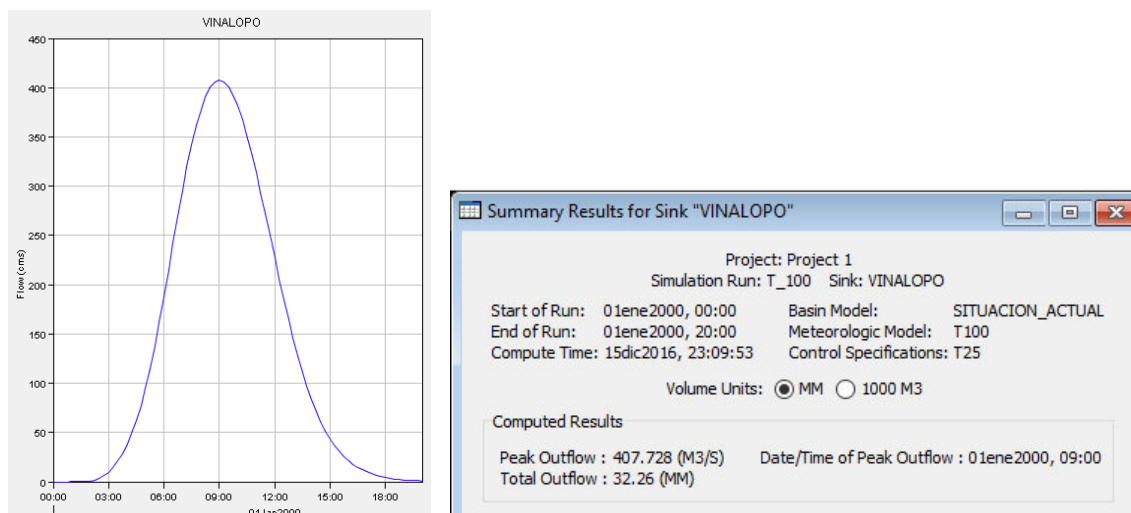 VINALOPO
450
400
350
300
250
200
150
100
50
0
Flow (cms)
00:00 03:00 06:00 09:00 12:00 15:00 18:00
01Jan2000
Summary Results for Sink "VINALOPO"
Project: Project 1
Simulation Run: T_100 Sink: VINALOPO
Start of Run: 01ene2000, 00:00 Basin Model: SITUACION_ACTUAL
End of Run: 01ene2000, 20:00 Meteorologic Model: T100
Compute Time: 15dic2016, 23:09:53 Control Specifications: T25
Volume Units: MM 1000 M3
Computed Results
Peak Outflow : 407.728 (M3/S) Date/Time of Peak Outflow : 01ene2000, 09:00
Total Outflow : 32.26 (MM)